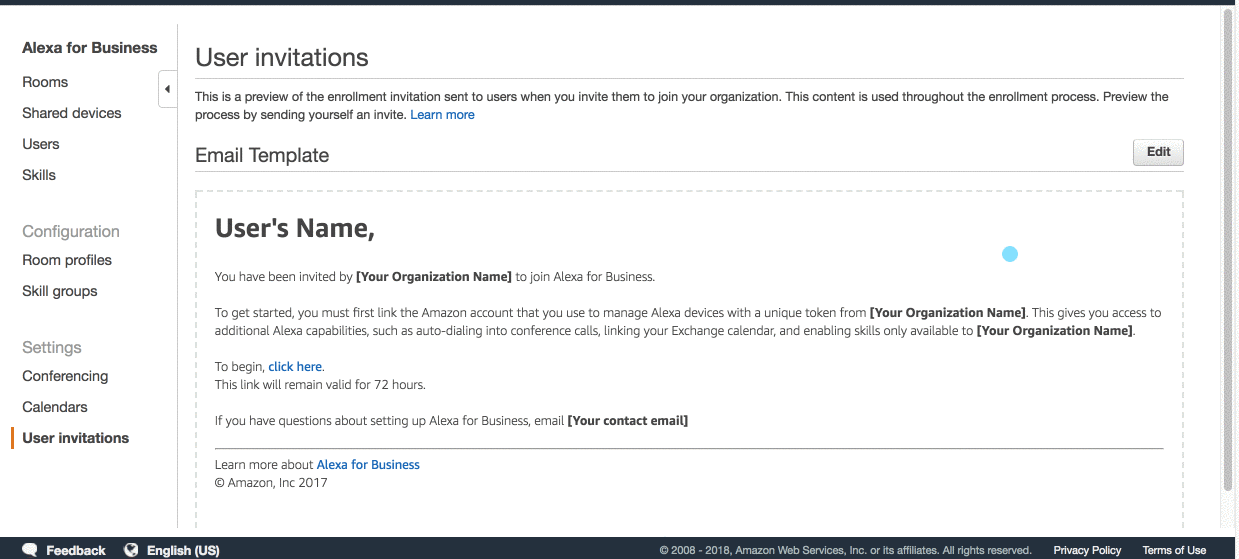 Alexa for Business
Rooms
Shared devices
Users
Skills
Configuration
Room profiles
Skill groups
Settings
Conferencing
Calendars
User invitations
User invitations
This is a preview of the enrollment invitation sent to users when you invite them to join your organization. This content is used throughout the enrollment process. Preview the
process by sending yourself an invite. Learn more
Email Template
Edit
User's Name,
You have been invited by [Your Organization Name] to join Alexa for Business.
To get started, you must first link the Amazon account that you use to manage Alexa devices with a unique token from [Your Organization Name]. This gives you access to
additional Alexa capabilities, such as auto-dialing into conference calls, linking your Exchange calendar, and enabling skills only available to [Your Organization Name].
To begin, click here.
This link will remain valid for 72 hours.
If you have questions about setting up Alexa for Business, email [Your contact email]
Learn more about Alexa for Business
© Amazon, Inc 2017
Feedback English (US) © 2008 - 2018, Amazon Web Services, Inc. or its affiliates. All rights reserved. Privacy Policy Terms of Use